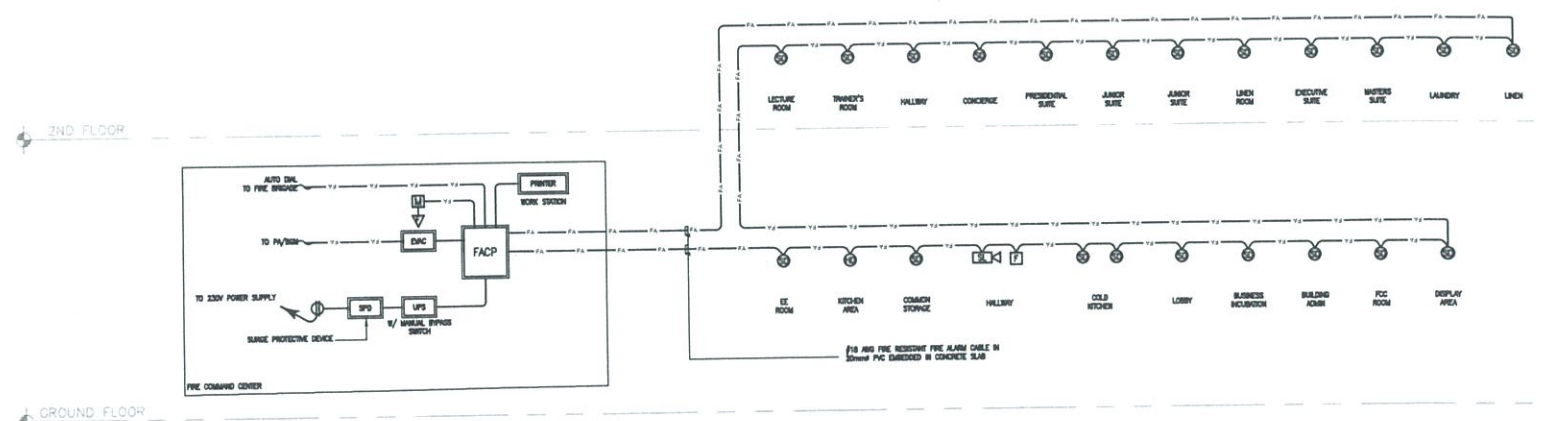 LECTURE
ROOM
TRAINER'S
ROOM
HALLWAY
CONCIERGE
PRESIDENTIAL
SUITE
JUNIOR
SUITE
JUNIOR
SUITE
LINEN
ROOM
EXECUTIVE
SUITE
MASTERS
SUITE
LAUNDRY
LINEN
2ND FLOOR
AUTO DIAL
TO FIRE BRIGADE
PRINTER
WORK STATION
M
F
TO PA/BGM
EVAC
FACP
TO 230V POWER SUPPLY
SPD
UPS
W/ MANUAL BYPASS
SWITCH
SURGE PROTECTIVE DEVICE
FIRE COMMAND CENTER
FA
F
EE
ROOM
KITCHEN
AREA
COMMON
STORAGE
HALLWAY
COLD
KITCHEN
LOBBY
BUSINESS
INCUBATION
BUILDING
ADMIN
FCC
ROOM
DISPLAY
AREA
#18 AWG FIRE RESISTANT FIRE ALARM CABLE IN
20mmø PVC EMBEDDED IN CONCRETE SLAB
GROUND FLOOR